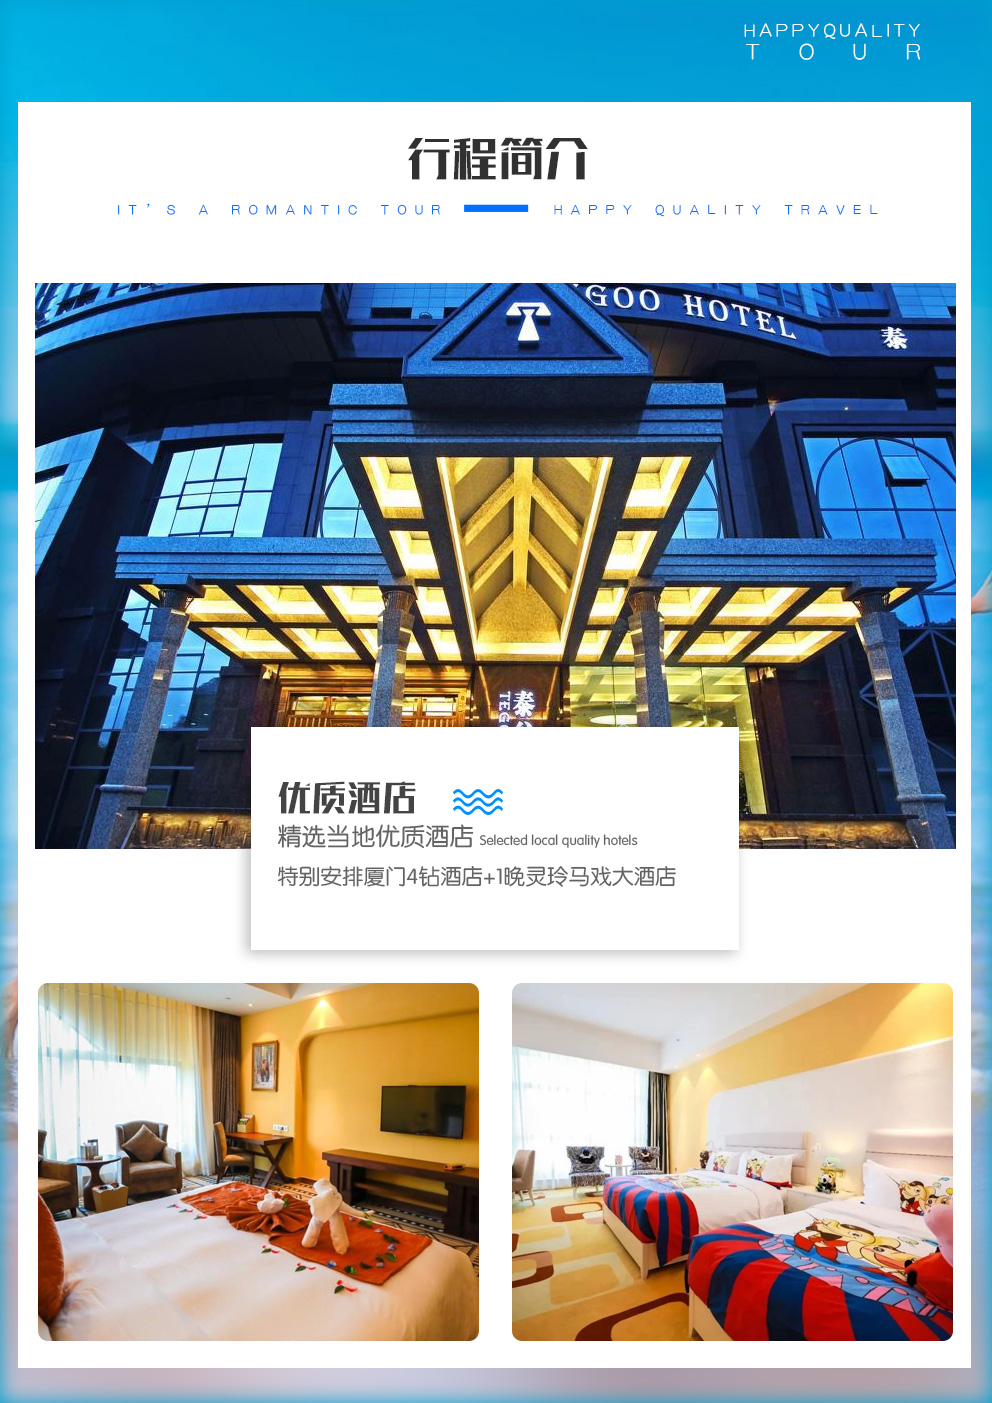 HAPPYQUALITY
TOUR
行程简介
IT'S A ROMANTIC TOUR HAPPY QUALITY TRAVEL
GOO HOTEL 秦
秦
TEG
优质酒店
精选当地优质酒店 Selected local quality hotels
特别安排厦门4钻酒店+1晚灵玲马戏大酒店